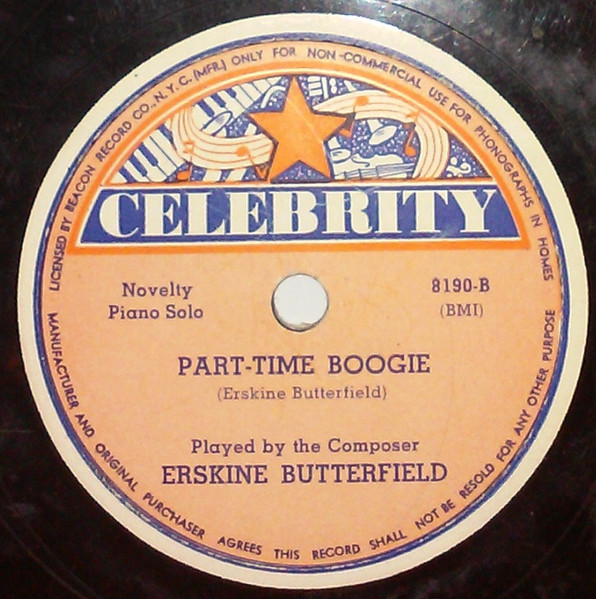 LICENSED BY BEACON RECORD CO., N.Y.C. (MFR.) ONLY FOR NON-COMMERCIAL USE FOR PHONOGRAPHS IN HOMES
CELEBRITY
Novelty
Piano Solo
8190-B
(BMI)
PART-TIME BOOGIE
(Erskine Butterfield)
Played by the Composer
ERSKINE BUTTERFIELD
MANUFACTURER AND ORIGINAL PURCHASER AGREES THIS RECORD SHALL NOT BE RESOLD FOR ANY OTHER PURPOSE